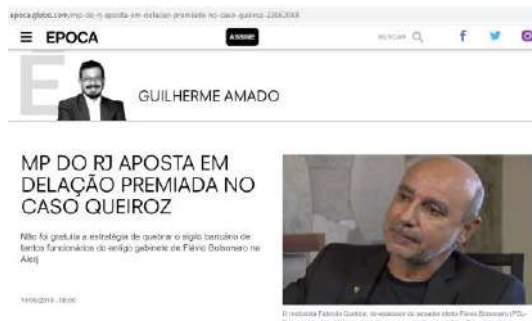 epoca.globo.com/mp-do-rj-aposta-em-delacao-premiada-no-caso-queiroz-23662068
EPOCA
ASSINE
BUSCAR
f
É
GUILHERME AMADO
MP DO RJ APOSTA EM
DELAÇÃO PREMIADA NO
CASO QUEIROZ
Não foi gratuita a estratégia de quebrar o sigilo bancário de
tantos funcionários do antigo gabinete de Flávio Bolsonaro na
Alerj
O motorista Fabrício Queiroz, ex-assessor do senador eleito Flávio Bolsonaro (PSL-